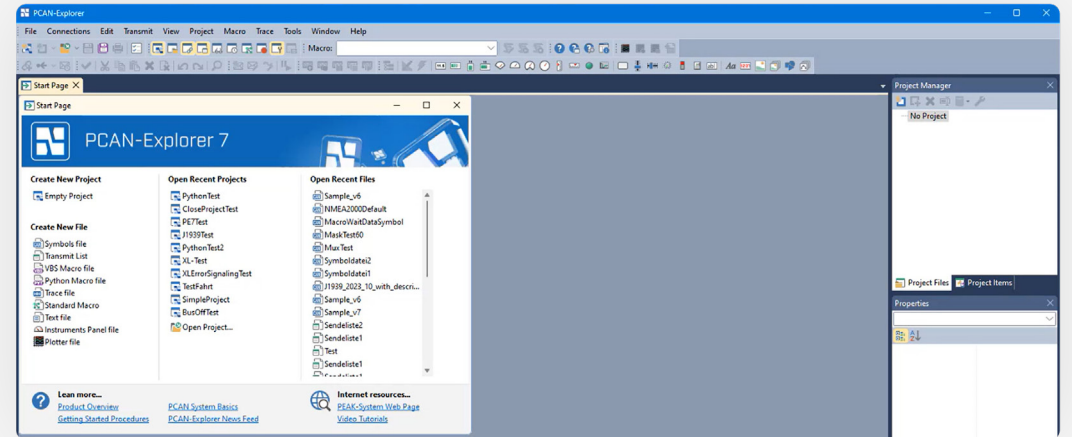 PCAN-Explorer
File Connections Edit Transmit View Project Macro Trace Tools Window Help
Macro:
Aa
Start Page
Project Manager
No Project
Start Page
PCAN-Explorer 7
Create New Project
Empty Project
Create New File
Symbols file
Transmit List
VBS Macro file
Python Macro file
Trace file
Standard Macro
Text file
Instruments Panel file
Plotter file
Open Recent Projects
PythonTest
CloseProjectTest
PE7Test
J1939Test
PythonTest2
XL-Test
XLErrorSignalingTest
TestFahrt
SimpleProject
BusOffTest
Open Project...
Open Recent Files
Sample_v6
NMEA2000Default
MacroWaitDataSymbol
MaskTest60
MuxTest
Symboldatei2
Symboldatei1
J1939_2023_10_with_descri...
Sample_v6
Sample_v7
Sendeliste2
Sendeliste1
Test
Sendeliste1
Sendeliste1
Lean more...
Product Overview
Getting Started Procedures
PCAN System Basics
PCAN-Explorer News Feed
Internet resources...
PEAK-System Web Page
Video Tutorials
Project Files Project Items
Properties